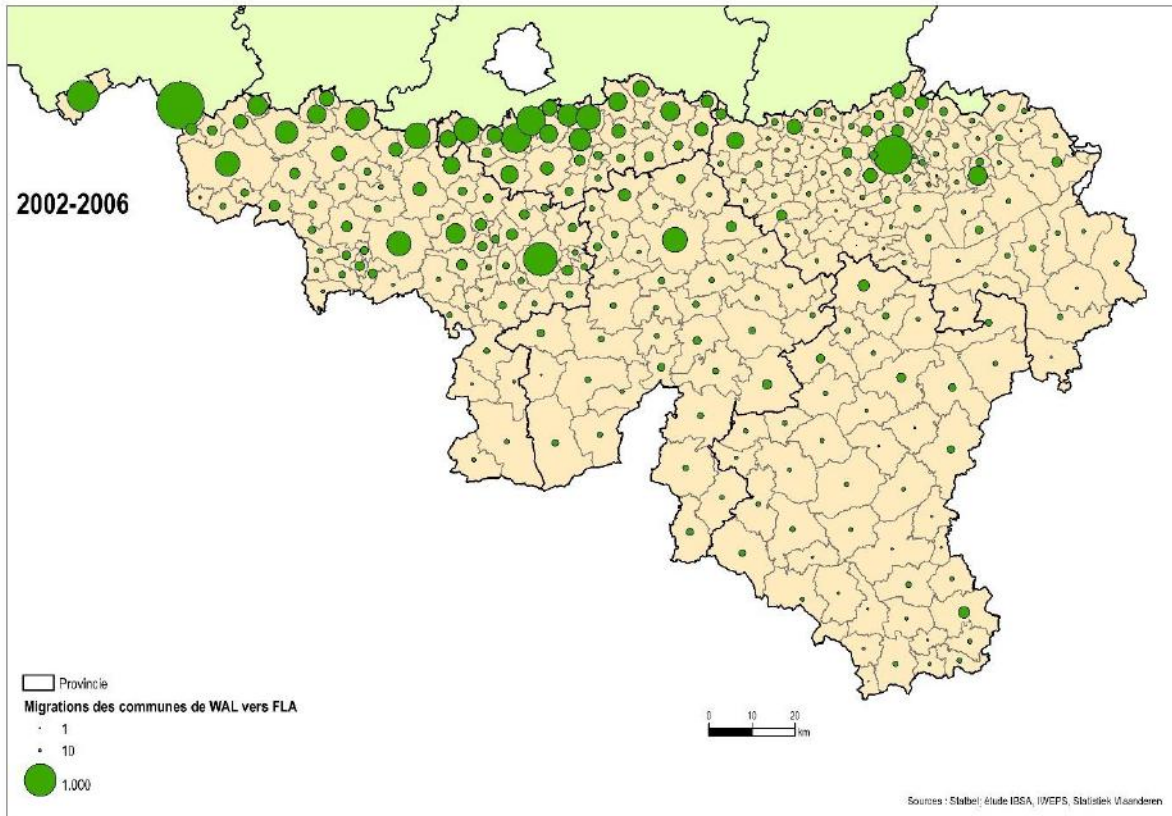 2002-2006
Provincie
Migrations des communes de WAL vers FLA
1
10
1.000
0 10 20
km
Sources : Statbel; étude IBSA, IWEPS, Statistiek Vlaanderen